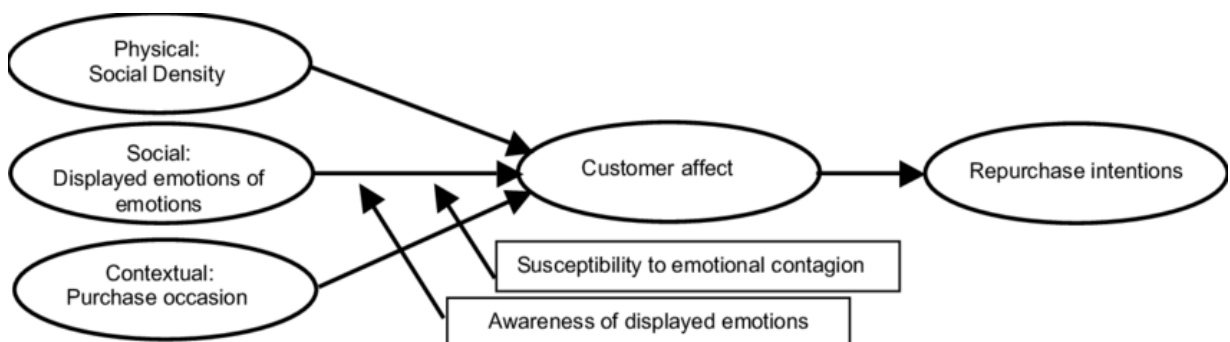 Physical:
Social Density
Social:
Displayed emotions of
emotions
Contextual:
Purchase occasion
Customer affect
Repurchase intentions
Susceptibility to emotional contagion
Awareness of displayed emotions